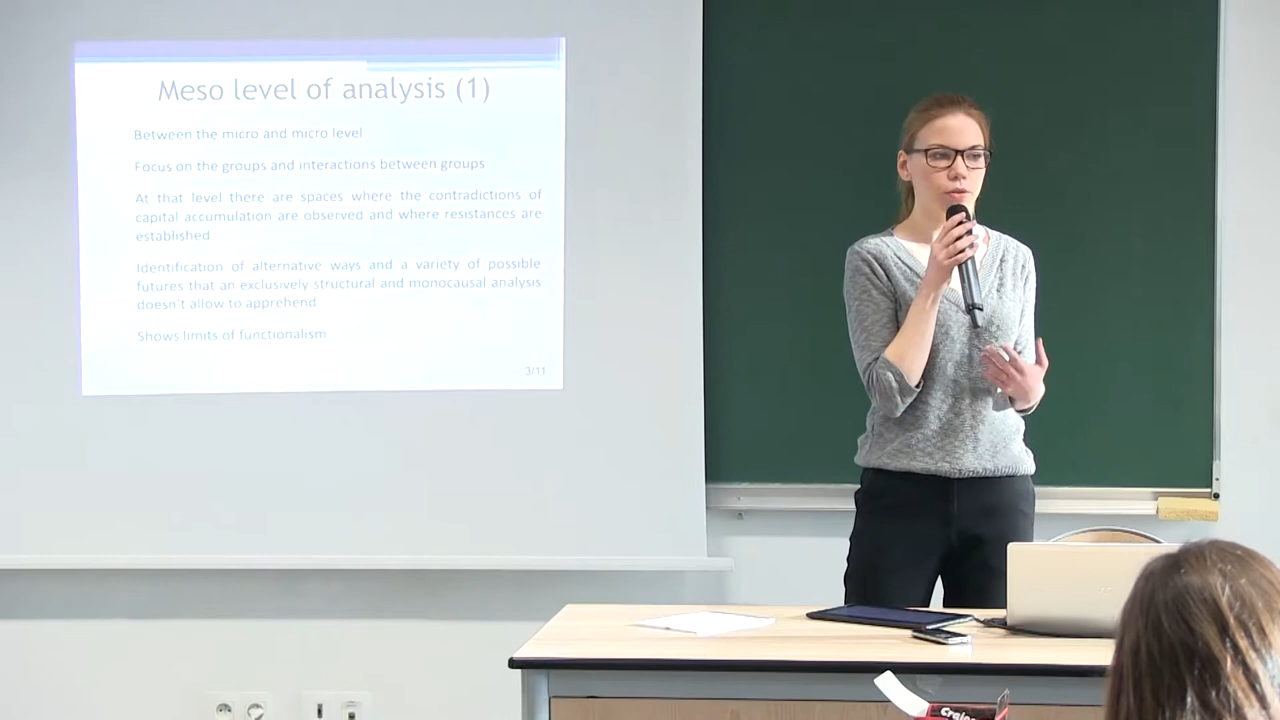 Meso level of analysis (1)
Between the micro and micro level
Focus on the groups and interactions between groups
At that level there are spaces where the contradictions of
capital accumulation are observed and where resistances are
established
Identification of alternative ways and a variety of possible
futures that an exclusively structural and monocausal analysis
doesn't allow to apprehend
Shows limits of functionalism
3/11